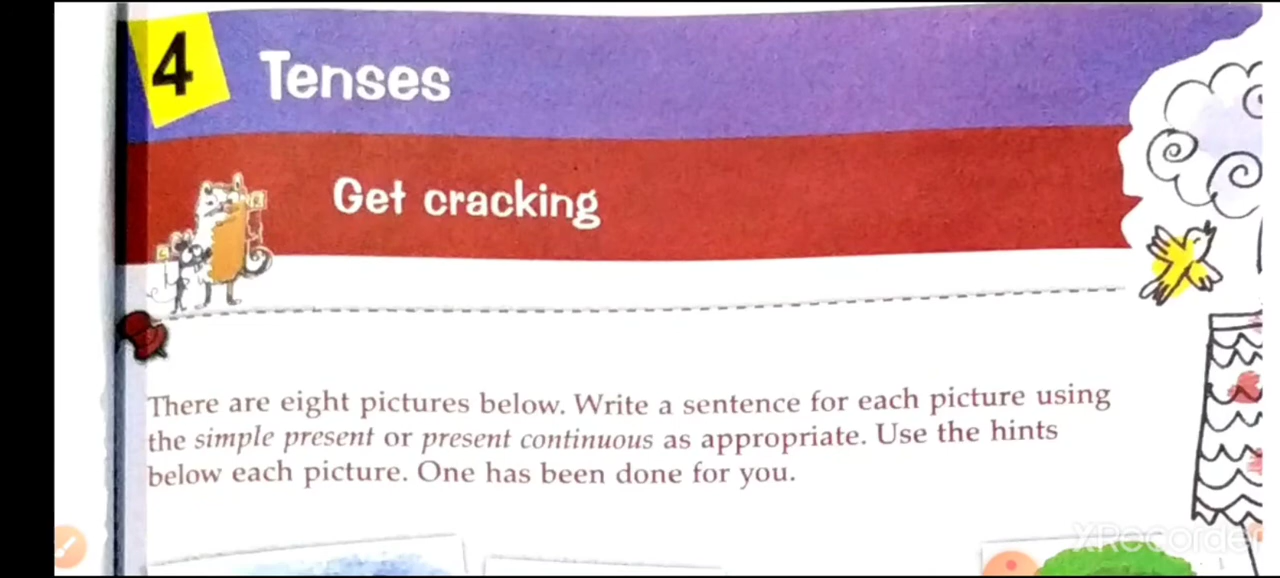 4 Tenses
Get cracking
There are eight pictures below. Write a sentence for each picture using
the simple present or present continuous as appropriate. Use the hints
below each picture. One has been done for you.
XRecorder